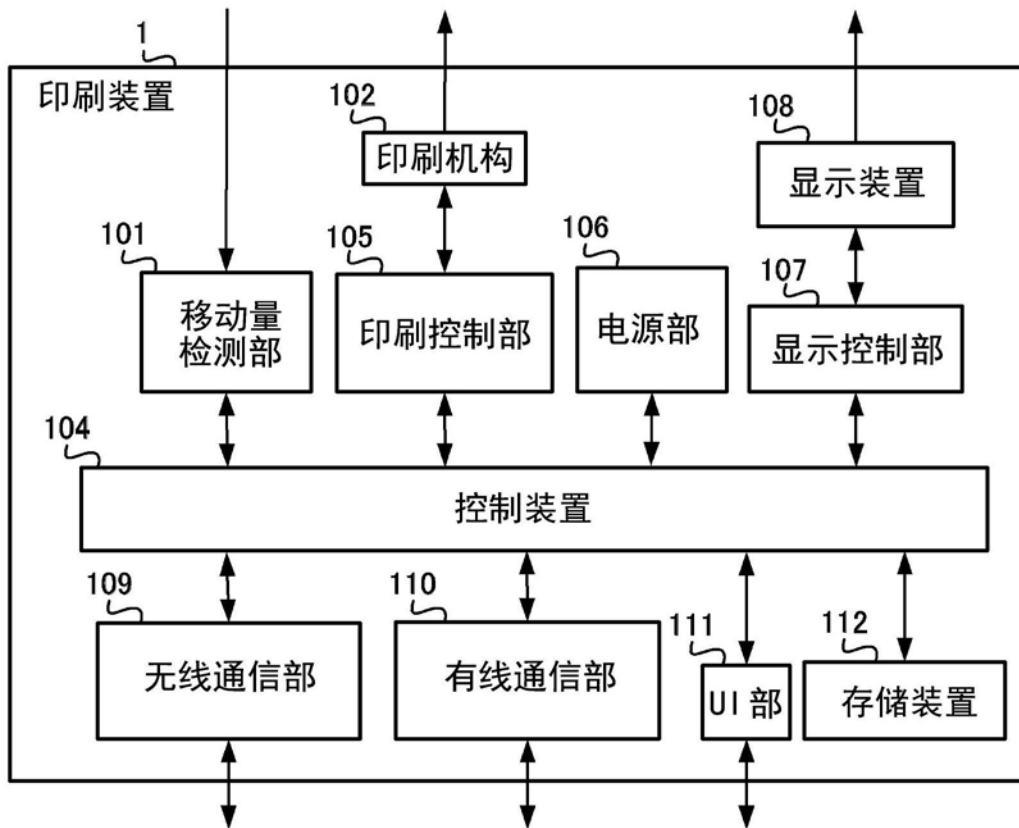 1
印刷装置
102
印刷机构
108
显示装置
101
移动量
检测部
105
印刷控制部
106
电源部
107
显示控制部
104
控制装置
109
无线通信部
110
有线通信部
111
UI部
112
存储装置